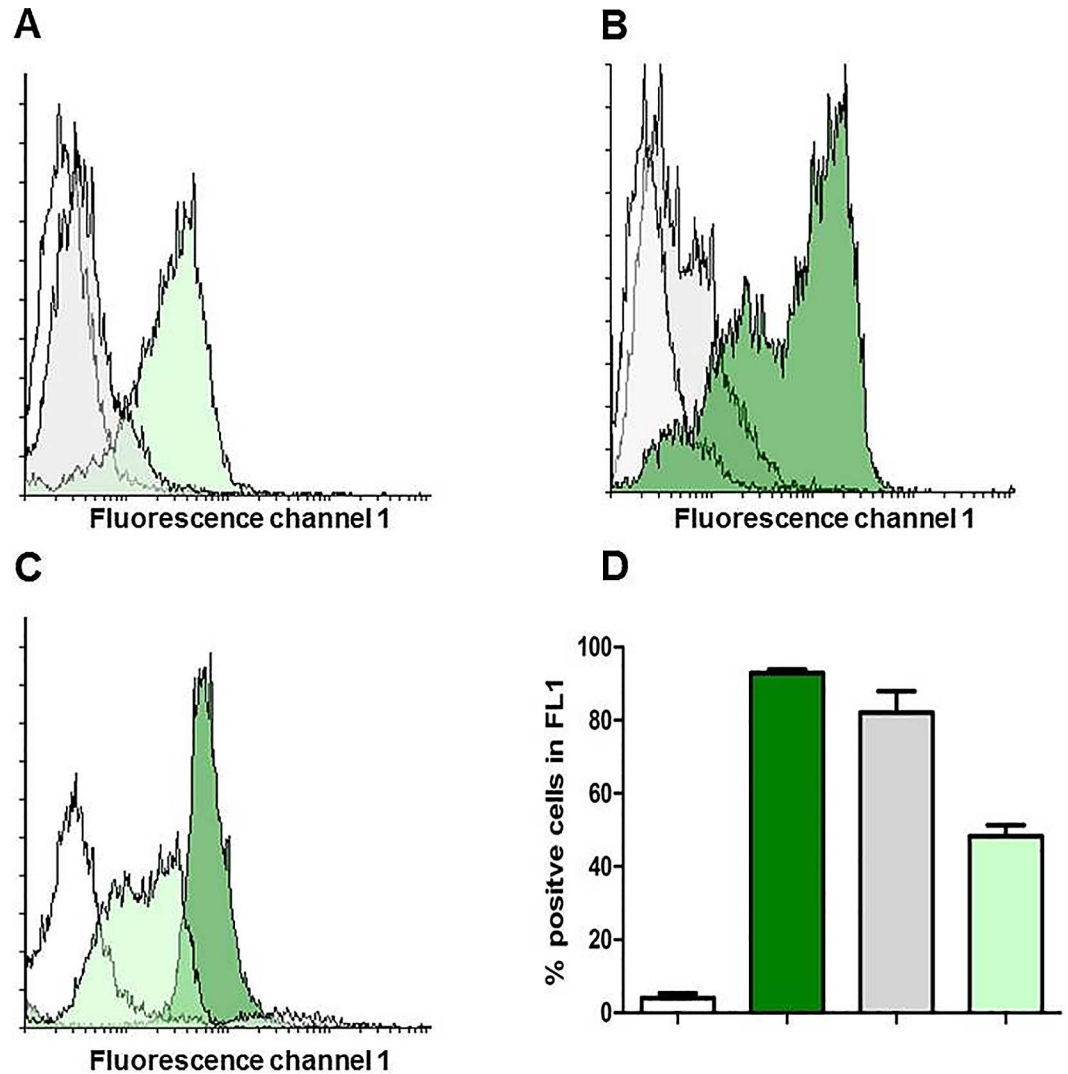 A
B
Fluorescence channel 1
Fluorescence channel 1
C
D
% positve cells in FL1
100
80
60
40
20
0
Fluorescence channel 1